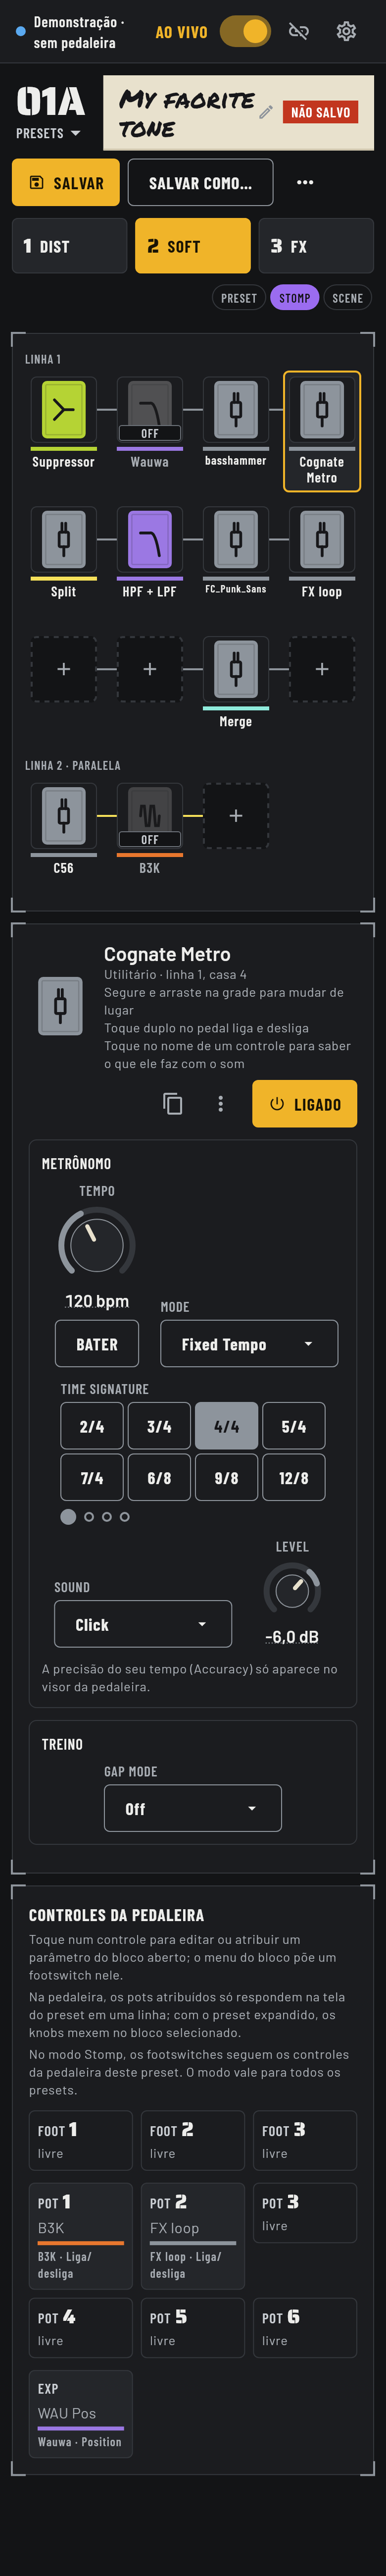 Demonstração ·
sem pedaleira
AO VIVO
01A
PRESETS
MY FAORITE
TONE
NÃO SALVO
SALVAR
SALVAR COMO...
1 DIST
2 SOFT
3 FX
PRESET
STOMP
SCENE
LINHA 1
Suppressor
OFF
Wauwa
basshammer
Cognate
Metro
Split
HPF + LPF
FC_Punk_Sans
FX loop
Merge
LINHA 2 · PARALELA
C56
OFF
B3K
Cognate Metro
Utilitário · linha 1, casa 4
Segure e arraste na grade para mudar de
lugar
Toque duplo no pedal liga e desliga
Toque no nome de um controle para saber
o que ele faz com o som
LIGADO
METRÔNOMO
TEMPO
120 bpm
BATER
MODE
Fixed Tempo
TIME SIGNATURE
2/4
3/4
4/4
5/4
7/4
6/8
9/8
12/8
SOUND
Click
LEVEL
-6,0 dB
A precisão do seu tempo (Accuracy) só aparece no
visor da pedaleira.
TREINO
GAP MODE
Off
CONTROLES DA PEDALEIRA
Toque num controle para editar ou atribuir um
parâmetro do bloco aberto; o menu do bloco põe um
footswitch nele.
Na pedaleira, os pots atribuídos só respondem na tela
do preset em uma linha; com o preset expandido, os
knobs mexem no bloco selecionado.
No modo Stomp, os footswitches seguem os controles
da pedaleira deste preset. O modo vale para todos os
presets.
FOOT 1
livre
FOOT 2
livre
FOOT 3
livre
POT 1
B3K
B3K · Liga/
desliga
POT 2
FX loop
FX loop · Liga/
desliga
POT 3
livre
POT 4
livre
POT 5
livre
POT 6
livre
EXP
WAU Pos
Wauwa · Position